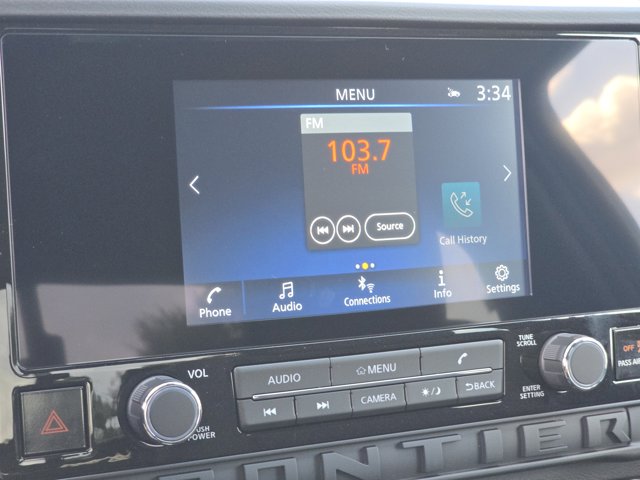 MENU 3:34
FM
103.7
FM
Source
Call History
Phone Audio Connections Info Settings
VOL
PUSH
POWER
AUDIO MENU
CAMERA BACK
TUNE
SCROLL
ENTER
SETTING
OFF
PASS AIR
RONTIER